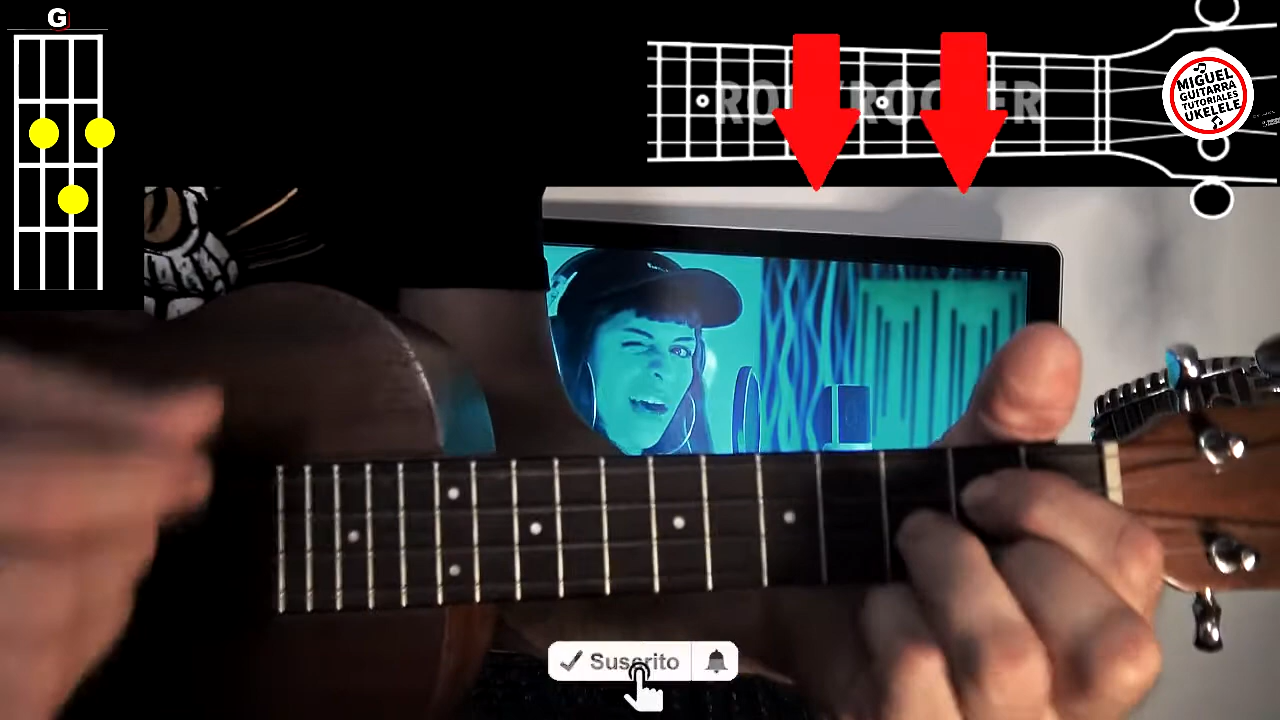 G
MIGUEL
GUITARRA
TUTORIALES
UKELELE
Suscrito